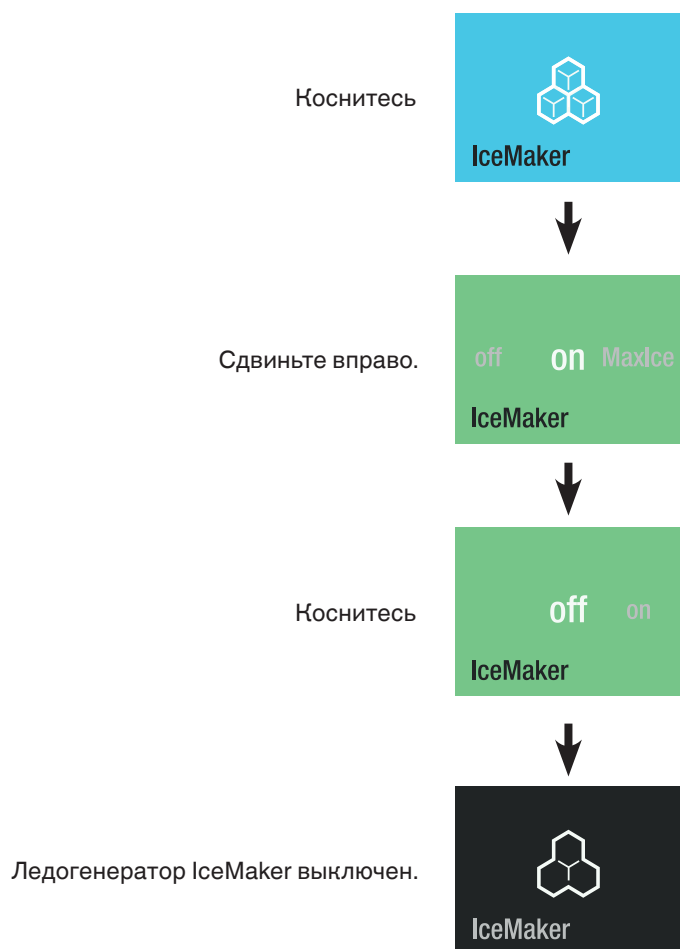 Коснитесь
IceMaker
Сдвиньте вправо.
off on MaxIce
IceMaker
Коснитесь
off on
IceMaker
Ледогенератор IceMaker выключен.
IceMaker